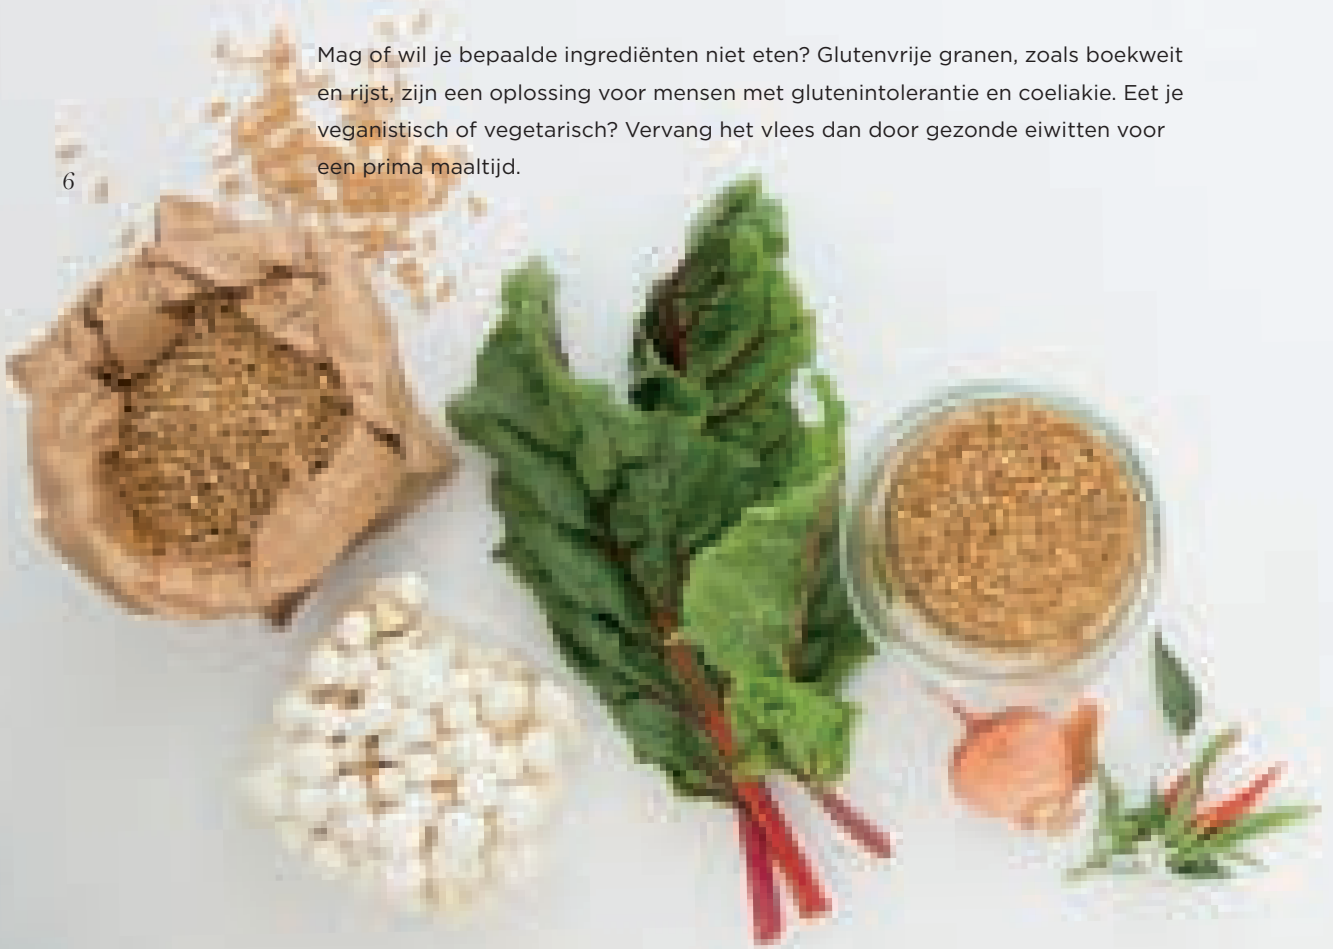 Mag of wil je bepaalde ingrediënten niet eten? Glutenvrije granen, zoals boekweit
en rijst, zijn een oplossing voor mensen met glutenintolerantie en coeliakie. Eet je
veganistisch of vegetarisch? Vervang het vlees dan door gezonde eiwitten voor
een prima maaltijd.
6